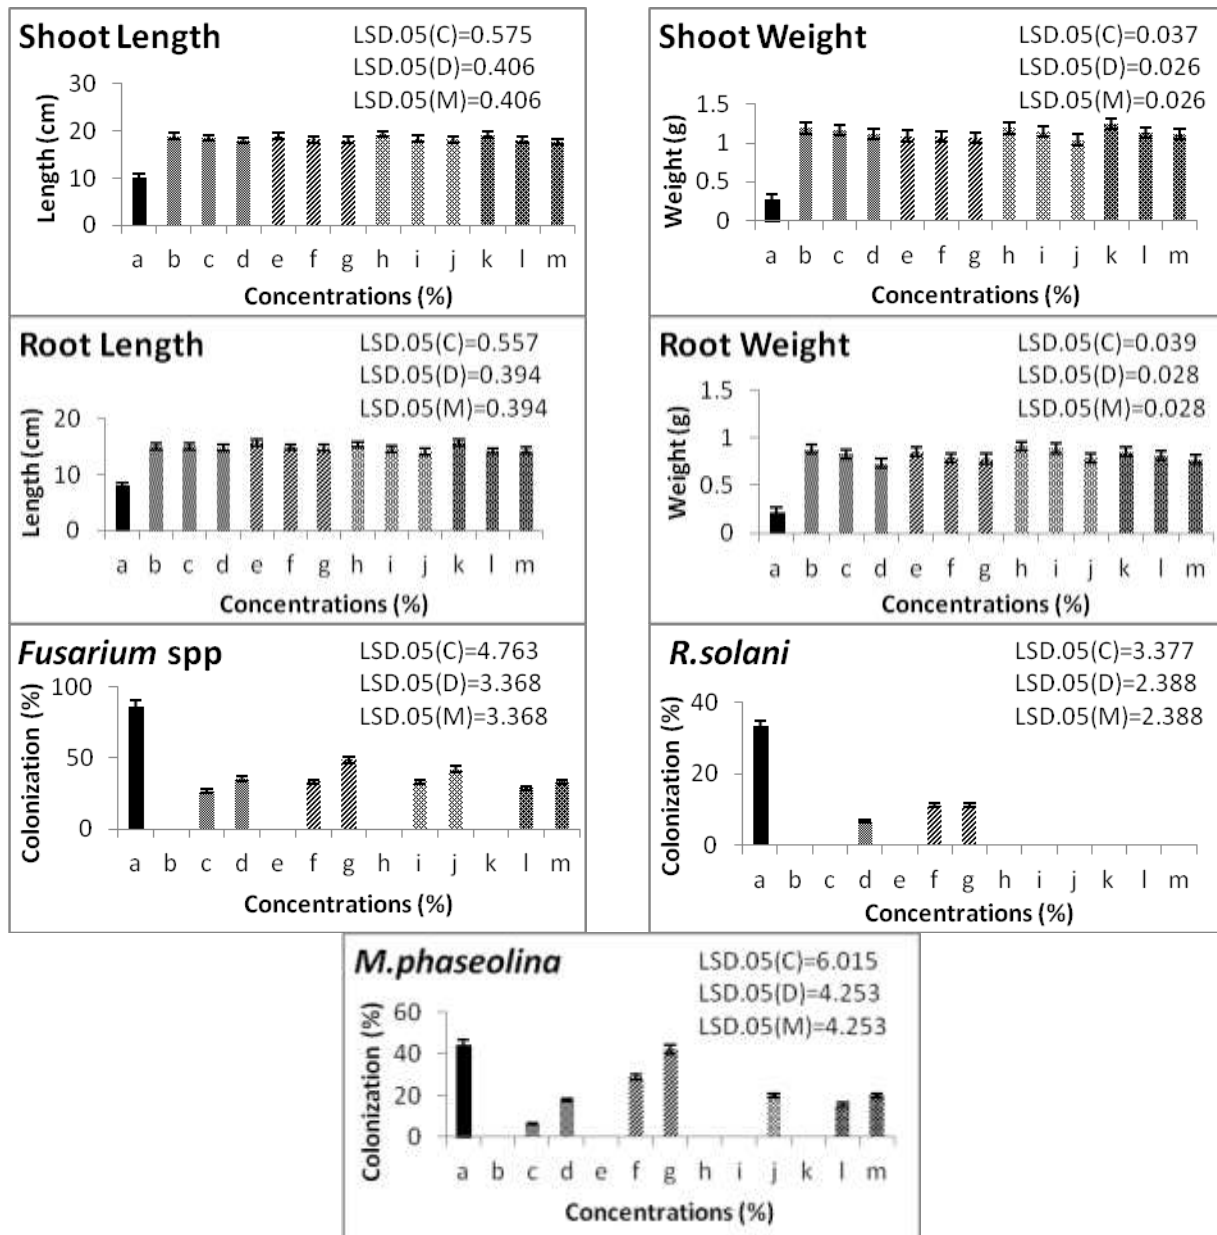 Shoot Length
LSD.05(C)=0.575
LSD.05(D)=0.406
LSD.05(M)=0.406
Length (cm)
30
20
10
0
a b c d e f g h i j k l m
Concentrations (%)
Shoot Weight
LSD.05(C)=0.037
LSD.05(D)=0.026
LSD.05(M)=0.026
Weight (g)
1.5
1
0.5
0
a b c d e f g h i j k l m
Concentrations (%)
Root Length
LSD.05(C)=0.557
LSD.05(D)=0.394
LSD.05(M)=0.394
Length (cm)
20
10
0
a b c d e f g h i j k l m
Concentrations (%)
Root Weight
LSD.05(C)=0.039
LSD.05(D)=0.028
LSD.05(M)=0.028
Weight (g)
1.5
1
0.5
0
a b c d e f g h i j k l m
Concentrations (%)
Fusarium spp
LSD.05(C)=4.763
LSD.05(D)=3.368
LSD.05(M)=3.368
Colonization (%)
100
50
0
a b c d e f g h i j k l m
Concentrations (%)
R.solani
LSD.05(C)=3.377
LSD.05(D)=2.388
LSD.05(M)=2.388
Colonization (%)
40
20
0
a b c d e f g h i j k l m
Concentrations (%)
M.phaseolina
LSD.05(C)=6.015
LSD.05(D)=4.253
LSD.05(M)=4.253
Colonization (%)
60
40
20
0
a b c d e f g h i j k l m
Concentrations (%)